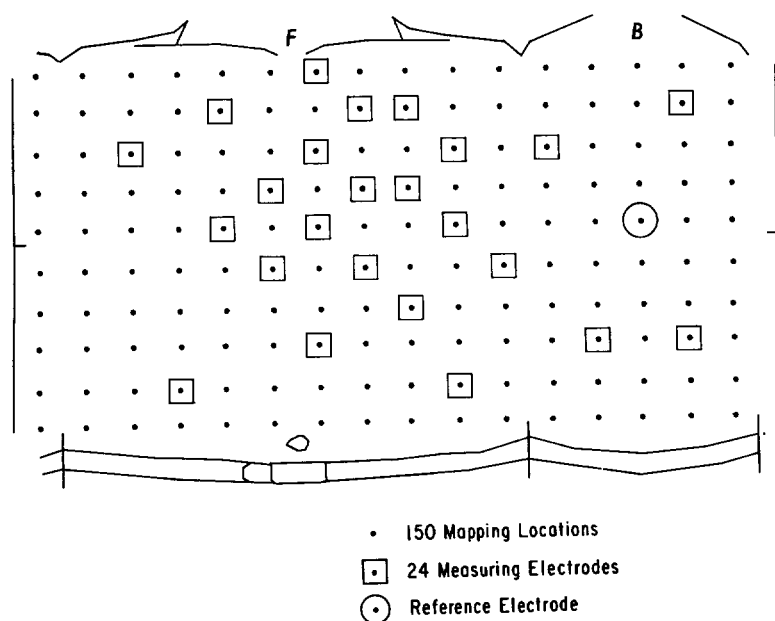 F B
150 Mapping Locations
24 Measuring Electrodes
Reference Electrode